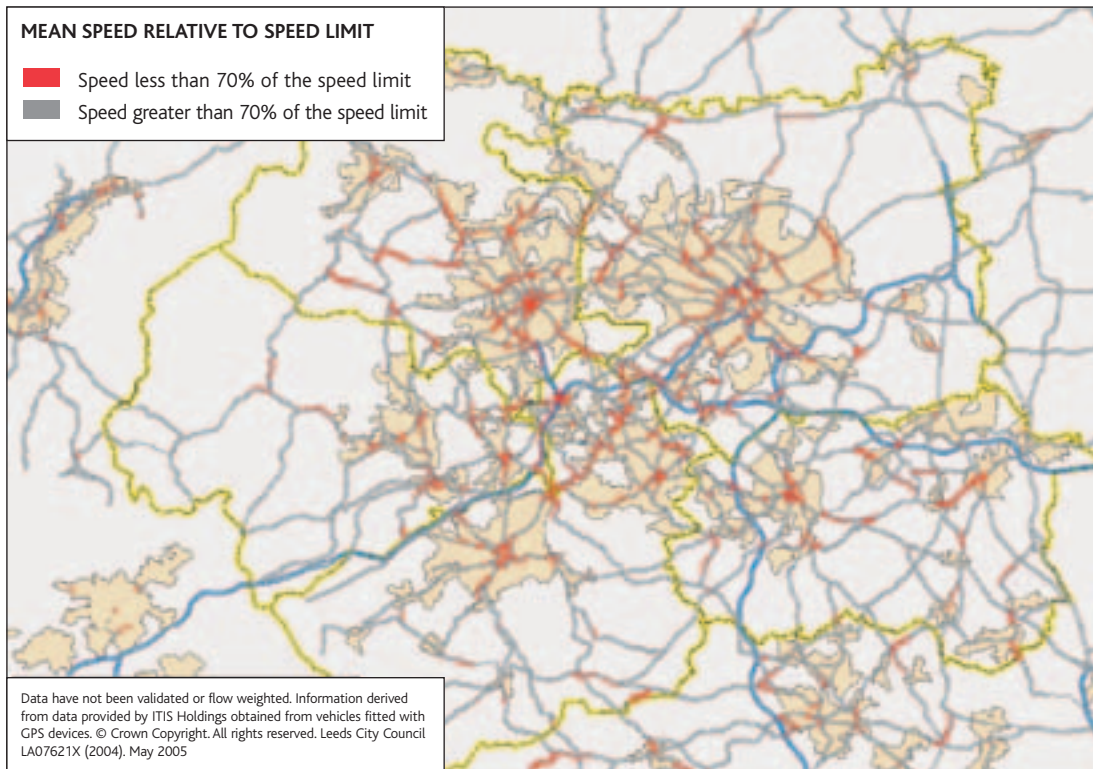 MEAN SPEED RELATIVE TO SPEED LIMIT
Speed less than 70% of the speed limit
Speed greater than 70% of the speed limit
Data have not been validated or flow weighted. Information derived
from data provided by ITIS Holdings obtained from vehicles fitted with
GPS devices. © Crown Copyright. All rights reserved. Leeds City Council
LA07621X (2004). May 2005